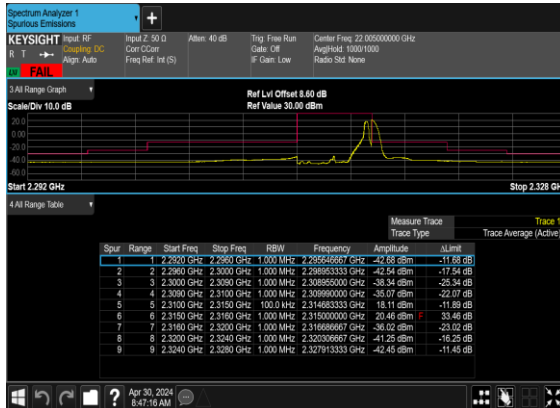 Spectrum Analyzer 1
Spurious Emissions
KEYSIGHT Input: RF Input Z: 50 Ω Atten: 40 dB Trig: Free Run Center Freq: 22.005000000 GHz
R T Coupling: DC Corr CCorr Gate: Off Avg|Hold: 1000/1000
Align: Auto Freq Ref: Int (S) IF Gain: Low Radio Std: None
FAIL
3 All Range Graph
Ref Lvl Offset 8.60 dB
Scale/Div 10.0 dB Ref Value 30.00 dBm
20.0
0.00
-20.0
-40.0
-60.0
Start 2.292 GHz Stop 2.328 GH
4 All Range Table
Measure Trace Trace 1
Trace Type Trace Average (Active)
Spur Range Start Freq Stop Freq RBW Frequency Amplitude ΔLimit
1 1 2.2920 GHz 2.2960 GHz 1.000 MHz 2.295646667 GHz -42.68 dBm -11.68 dB
2 2 2.2960 GHz 2.3000 GHz 1.000 MHz 2.298953333 GHz -42.54 dBm -17.54 dB
3 3 2.3000 GHz 2.3090 GHz 1.000 MHz 2.308955000 GHz -38.34 dBm -25.34 dB
4 4 2.3090 GHz 2.3100 GHz 1.000 MHz 2.309990000 GHz -35.07 dBm -22.07 dB
5 5 2.3100 GHz 2.3150 GHz 100.0 kHz 2.314683333 GHz 18.11 dBm -11.89 dB
6 6 2.3150 GHz 2.3160 GHz 1.000 MHz 2.315000000 GHz 20.46 dBm F 33.46 dB
7 7 2.3160 GHz 2.3200 GHz 1.000 MHz 2.316686667 GHz -36.02 dBm -23.02 dB
8 8 2.3200 GHz 2.3240 GHz 1.000 MHz 2.320306667 GHz -41.25 dBm -16.25 dB
9 9 2.3240 GHz 2.3280 GHz 1.000 MHz 2.327913333 GHz -42.45 dBm -11.45 dB
? Apr 30, 2024
8:47:16 AM